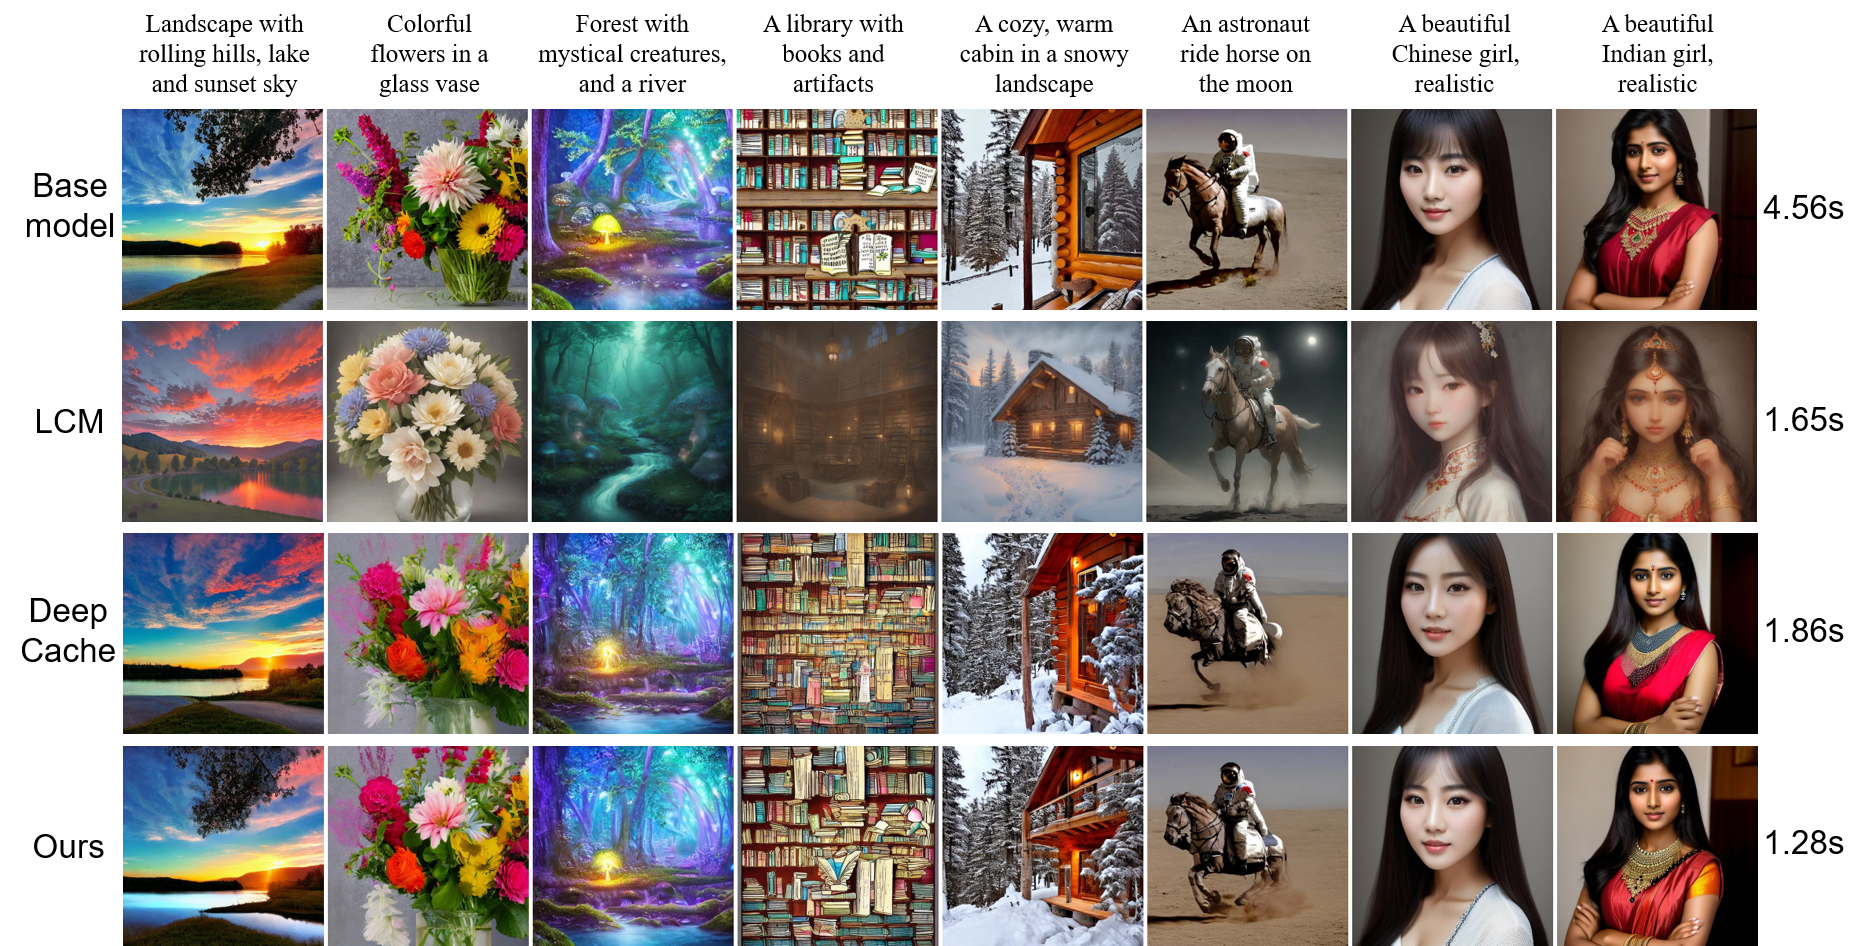 Landscape with
rolling hills, lake
and sunset sky
Colorful
flowers in a
glass vase
Forest with
mystical creatures,
and a river
A library with
books and
artifacts
A cozy, warm
cabin in a snowy
landscape
An astronaut
ride horse on
the moon
A beautiful
Chinese girl,
realistic
A beautiful
Indian girl,
realistic
Base
model
4.56s
LCM
1.65s
Deep
Cache
1.86s
Ours
1.28s